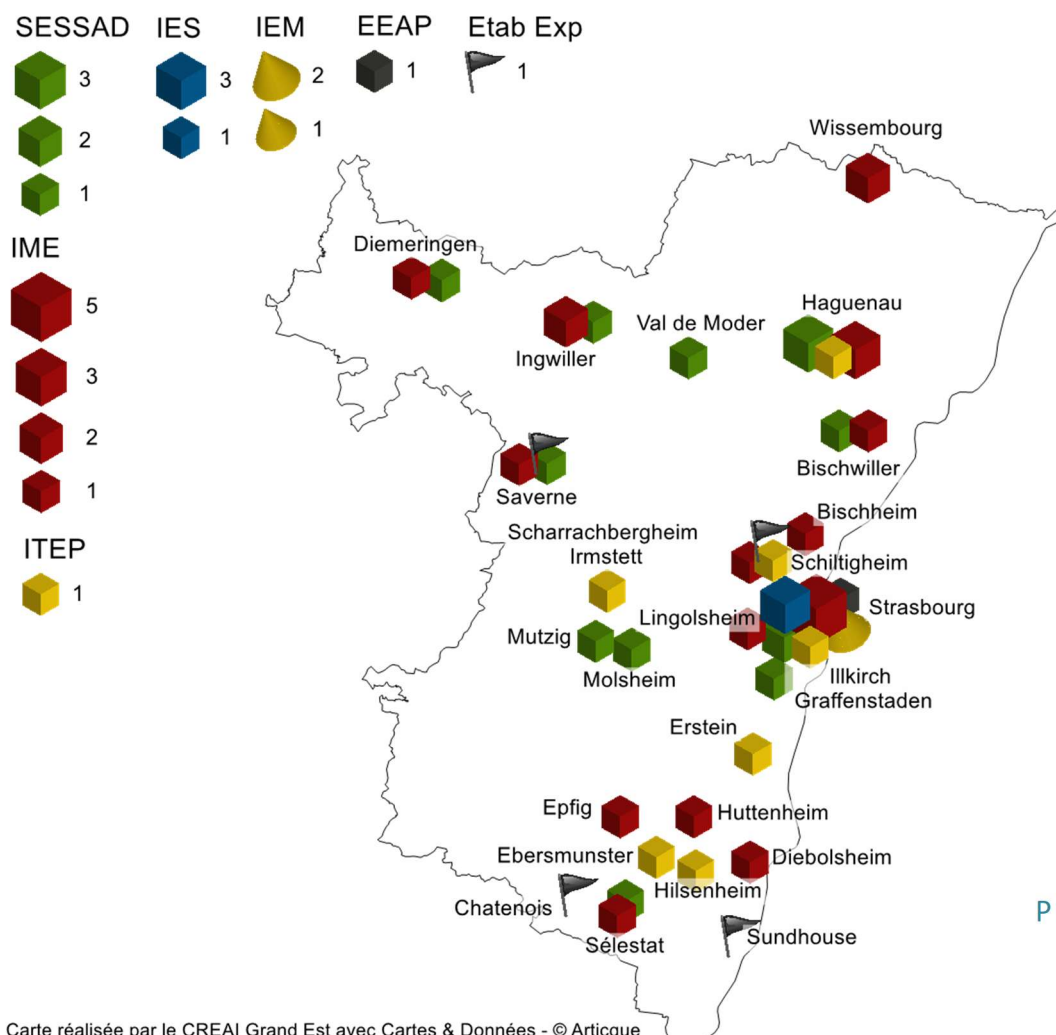 SESSAD IES IEM EEAP Etab Exp
3 3 2 1 1
2 1 1
1
IME
5
3
2
1
ITEP
1
Wissembourg
Diemeringen
Haguenau
Val de Moder
Ingwiller
Bischwiller
Saverne
Bischheim
Scharrachbergheim
Irmstett
Schiltigheim
Strasbourg
Lingolsheim
Mutzig
Molsheim
Illkirch
Graffenstaden
Erstein
Epfig
Huttenheim
Ebersmunster
Diebolsheim
Hilsenheim
Chatenois
P
Sélestat
Sundhouse
Carte réalisée par le CREAI Grand Est avec Cartes & Données - © Articque